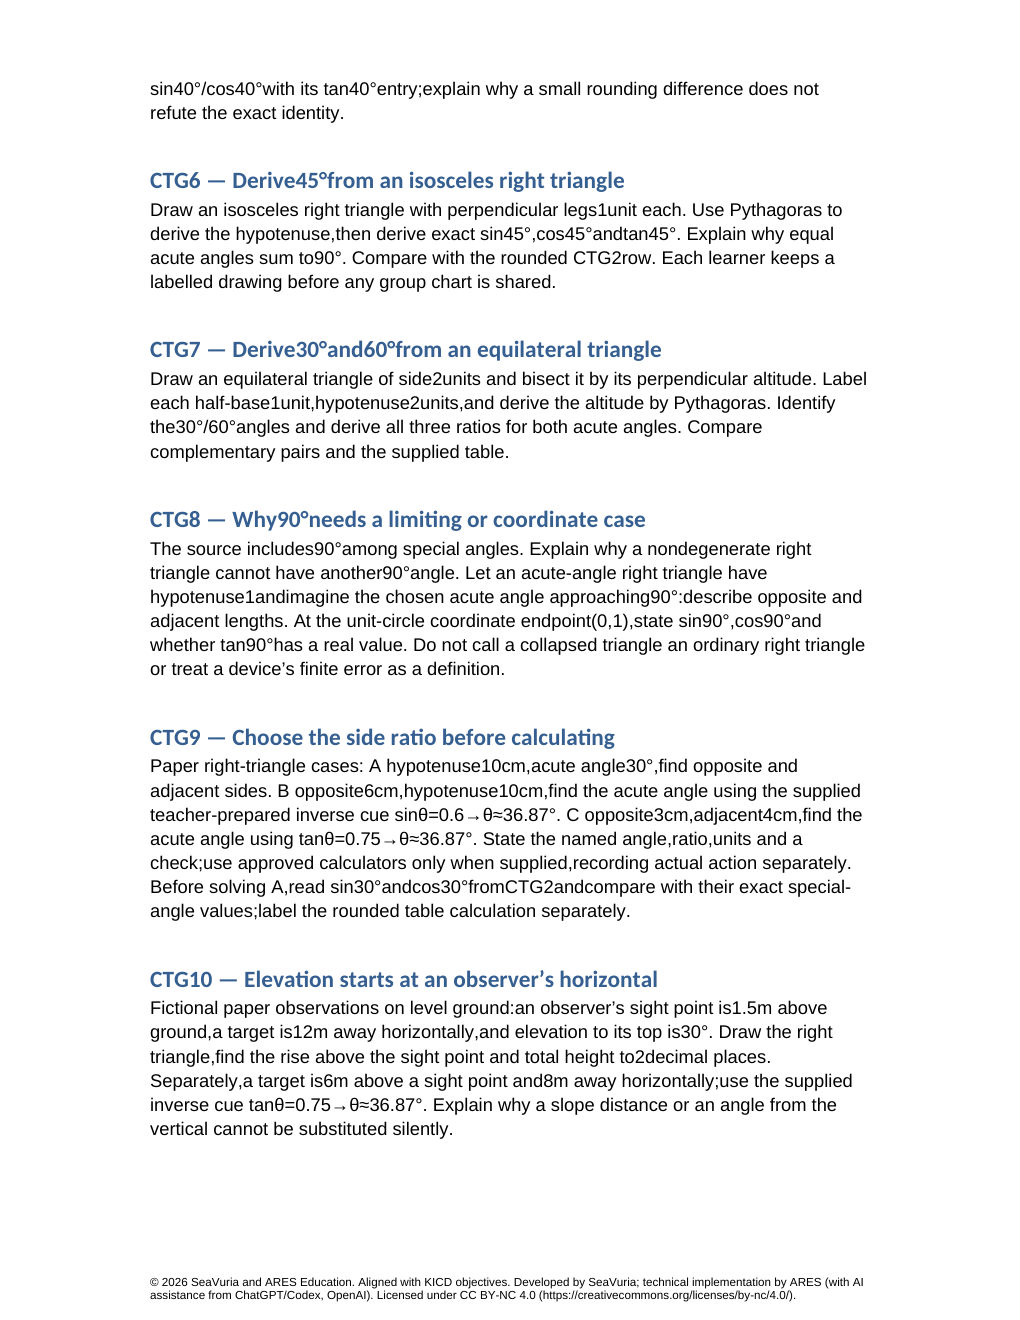 sin40°/cos40°with its tan40°entry;explain why a small rounding difference does not
refute the exact identity.
CTG6 — Derive45°from an isosceles right triangle
Draw an isosceles right triangle with perpendicular legs1unit each. Use Pythagoras to
derive the hypotenuse,then derive exact sin45°,cos45°andtan45°. Explain why equal
acute angles sum to90°. Compare with the rounded CTG2row. Each learner keeps a
labelled drawing before any group chart is shared.
CTG7 — Derive30°and60°from an equilateral triangle
Draw an equilateral triangle of side2units and bisect it by its perpendicular altitude. Label
each half-base1unit,hypotenuse2units,and derive the altitude by Pythagoras. Identify
the30°/60°angles and derive all three ratios for both acute angles. Compare
complementary pairs and the supplied table.
CTG8 — Why90°needs a limiting or coordinate case
The source includes90°among special angles. Explain why a nondegenerate right
triangle cannot have another90°angle. Let an acute-angle right triangle have
hypotenuse1andimagine the chosen acute angle approaching90°:describe opposite and
adjacent lengths. At the unit-circle coordinate endpoint(0,1),state sin90°,cos90°and
whether tan90°has a real value. Do not call a collapsed triangle an ordinary right triangle
or treat a device’s finite error as a definition.
CTG9 — Choose the side ratio before calculating
Paper right-triangle cases: A hypotenuse10cm,acute angle30°,find opposite and
adjacent sides. B opposite6cm,hypotenuse10cm,find the acute angle using the supplied
teacher-prepared inverse cue sinθ=0.6→θ≈36.87°. C opposite3cm,adjacent4cm,find the
acute angle using tanθ=0.75→θ≈36.87°. State the named angle,ratio,units and a
check;use approved calculators only when supplied,recording actual action separately.
Before solving A,read sin30°andcos30°fromCTG2andcompare with their exact special-
angle values;label the rounded table calculation separately.
CTG10 — Elevation starts at an observer’s horizontal
Fictional paper observations on level ground:an observer’s sight point is1.5m above
ground,a target is12m away horizontally,and elevation to its top is30°. Draw the right
triangle,find the rise above the sight point and total height to2decimal places.
Separately,a target is6m above a sight point and8m away horizontally;use the supplied
inverse cue tanθ=0.75→θ≈36.87°. Explain why a slope distance or an angle from the
vertical cannot be substituted silently.
© 2026 SeaVuria and ARES Education. Aligned with KICD objectives. Developed by SeaVuria; technical implementation by ARES (with AI
assistance from ChatGPT/Codex, OpenAI). Licensed under CC BY-NC 4.0 (https://creativecommons.org/licenses/by-nc/4.0/).